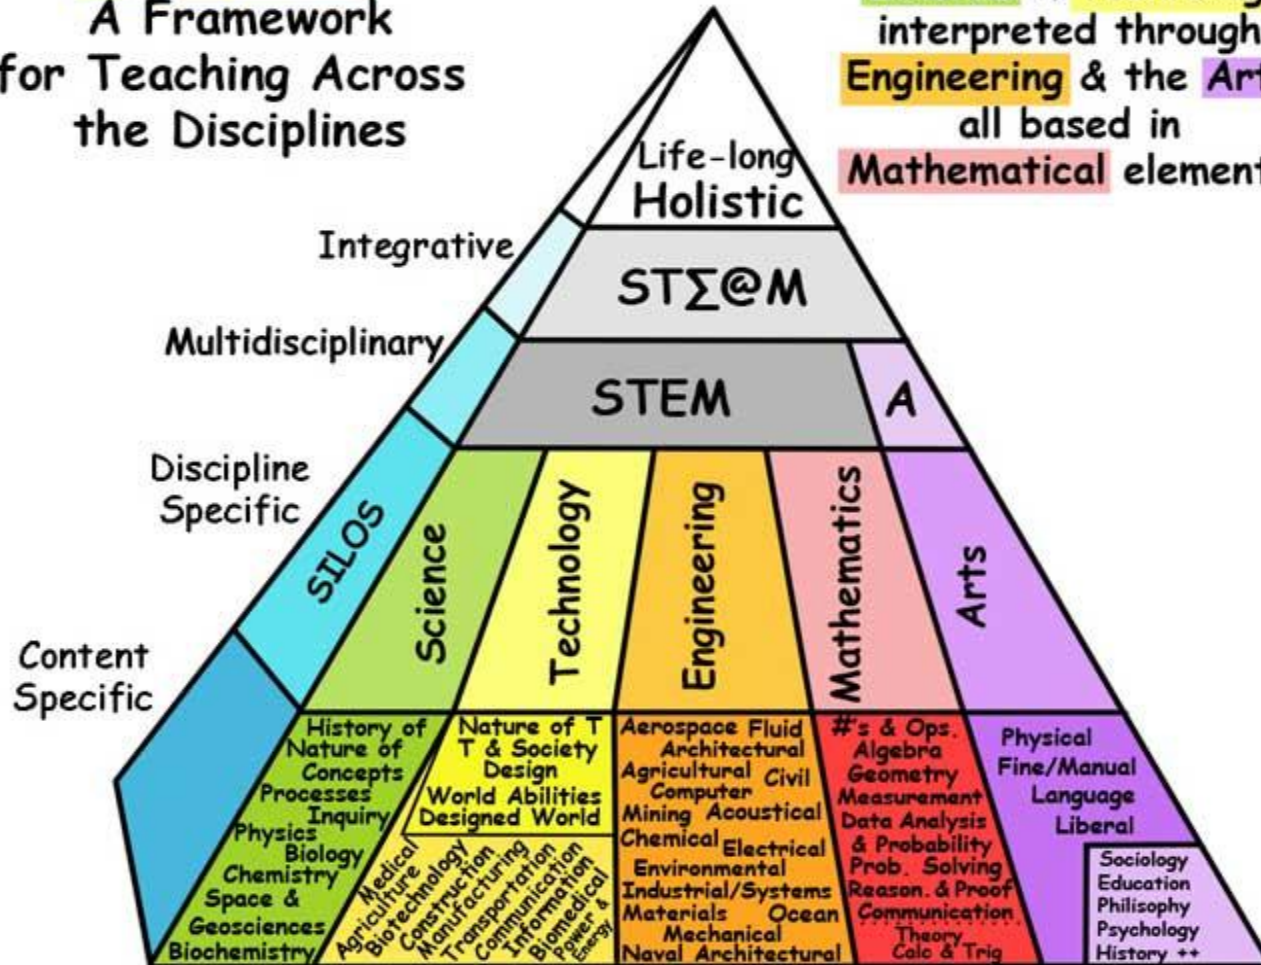 A Framework
for Teaching Across
the Disciplines
interpreted through
Engineering & the
all based in
Mathematical
Life-long
Holistic
Integrative
ST∑@M
Multidisciplinary
STEM
A
Discipline
Specific
SILOS
Science
Technology
Engineering
Mathematics
Arts
Content
Specific
History of
Nature of
Concepts
Processes
Inquiry
Physics
Biology
Chemistry
Space &
Geosciences
Biochemistry
Nature of T
T & Society
Design
World Abilities
Designed World
Medical
Agriculture
Biotechnology
Construction
Manufacturing
Transportation
Communication
Information
Biomedical
Power &
Energy
Aerospace Fluid
Architectural
Agricultural Civil
Computer
Mining Acoustical
Chemical Electrical
Environmental
Industrial/Systems
Materials Ocean
Mechanical
Naval Architectural
#'s & Ops.
Algebra
Geometry
Measurement
Data Analysis
& Probability
Prob. Solving
Reason. & Proof
Communication
Theory
Calc & Trig
Physical
Fine/Manual
Language
Liberal
Sociology
Education
Philisophy
Psychology
History ++